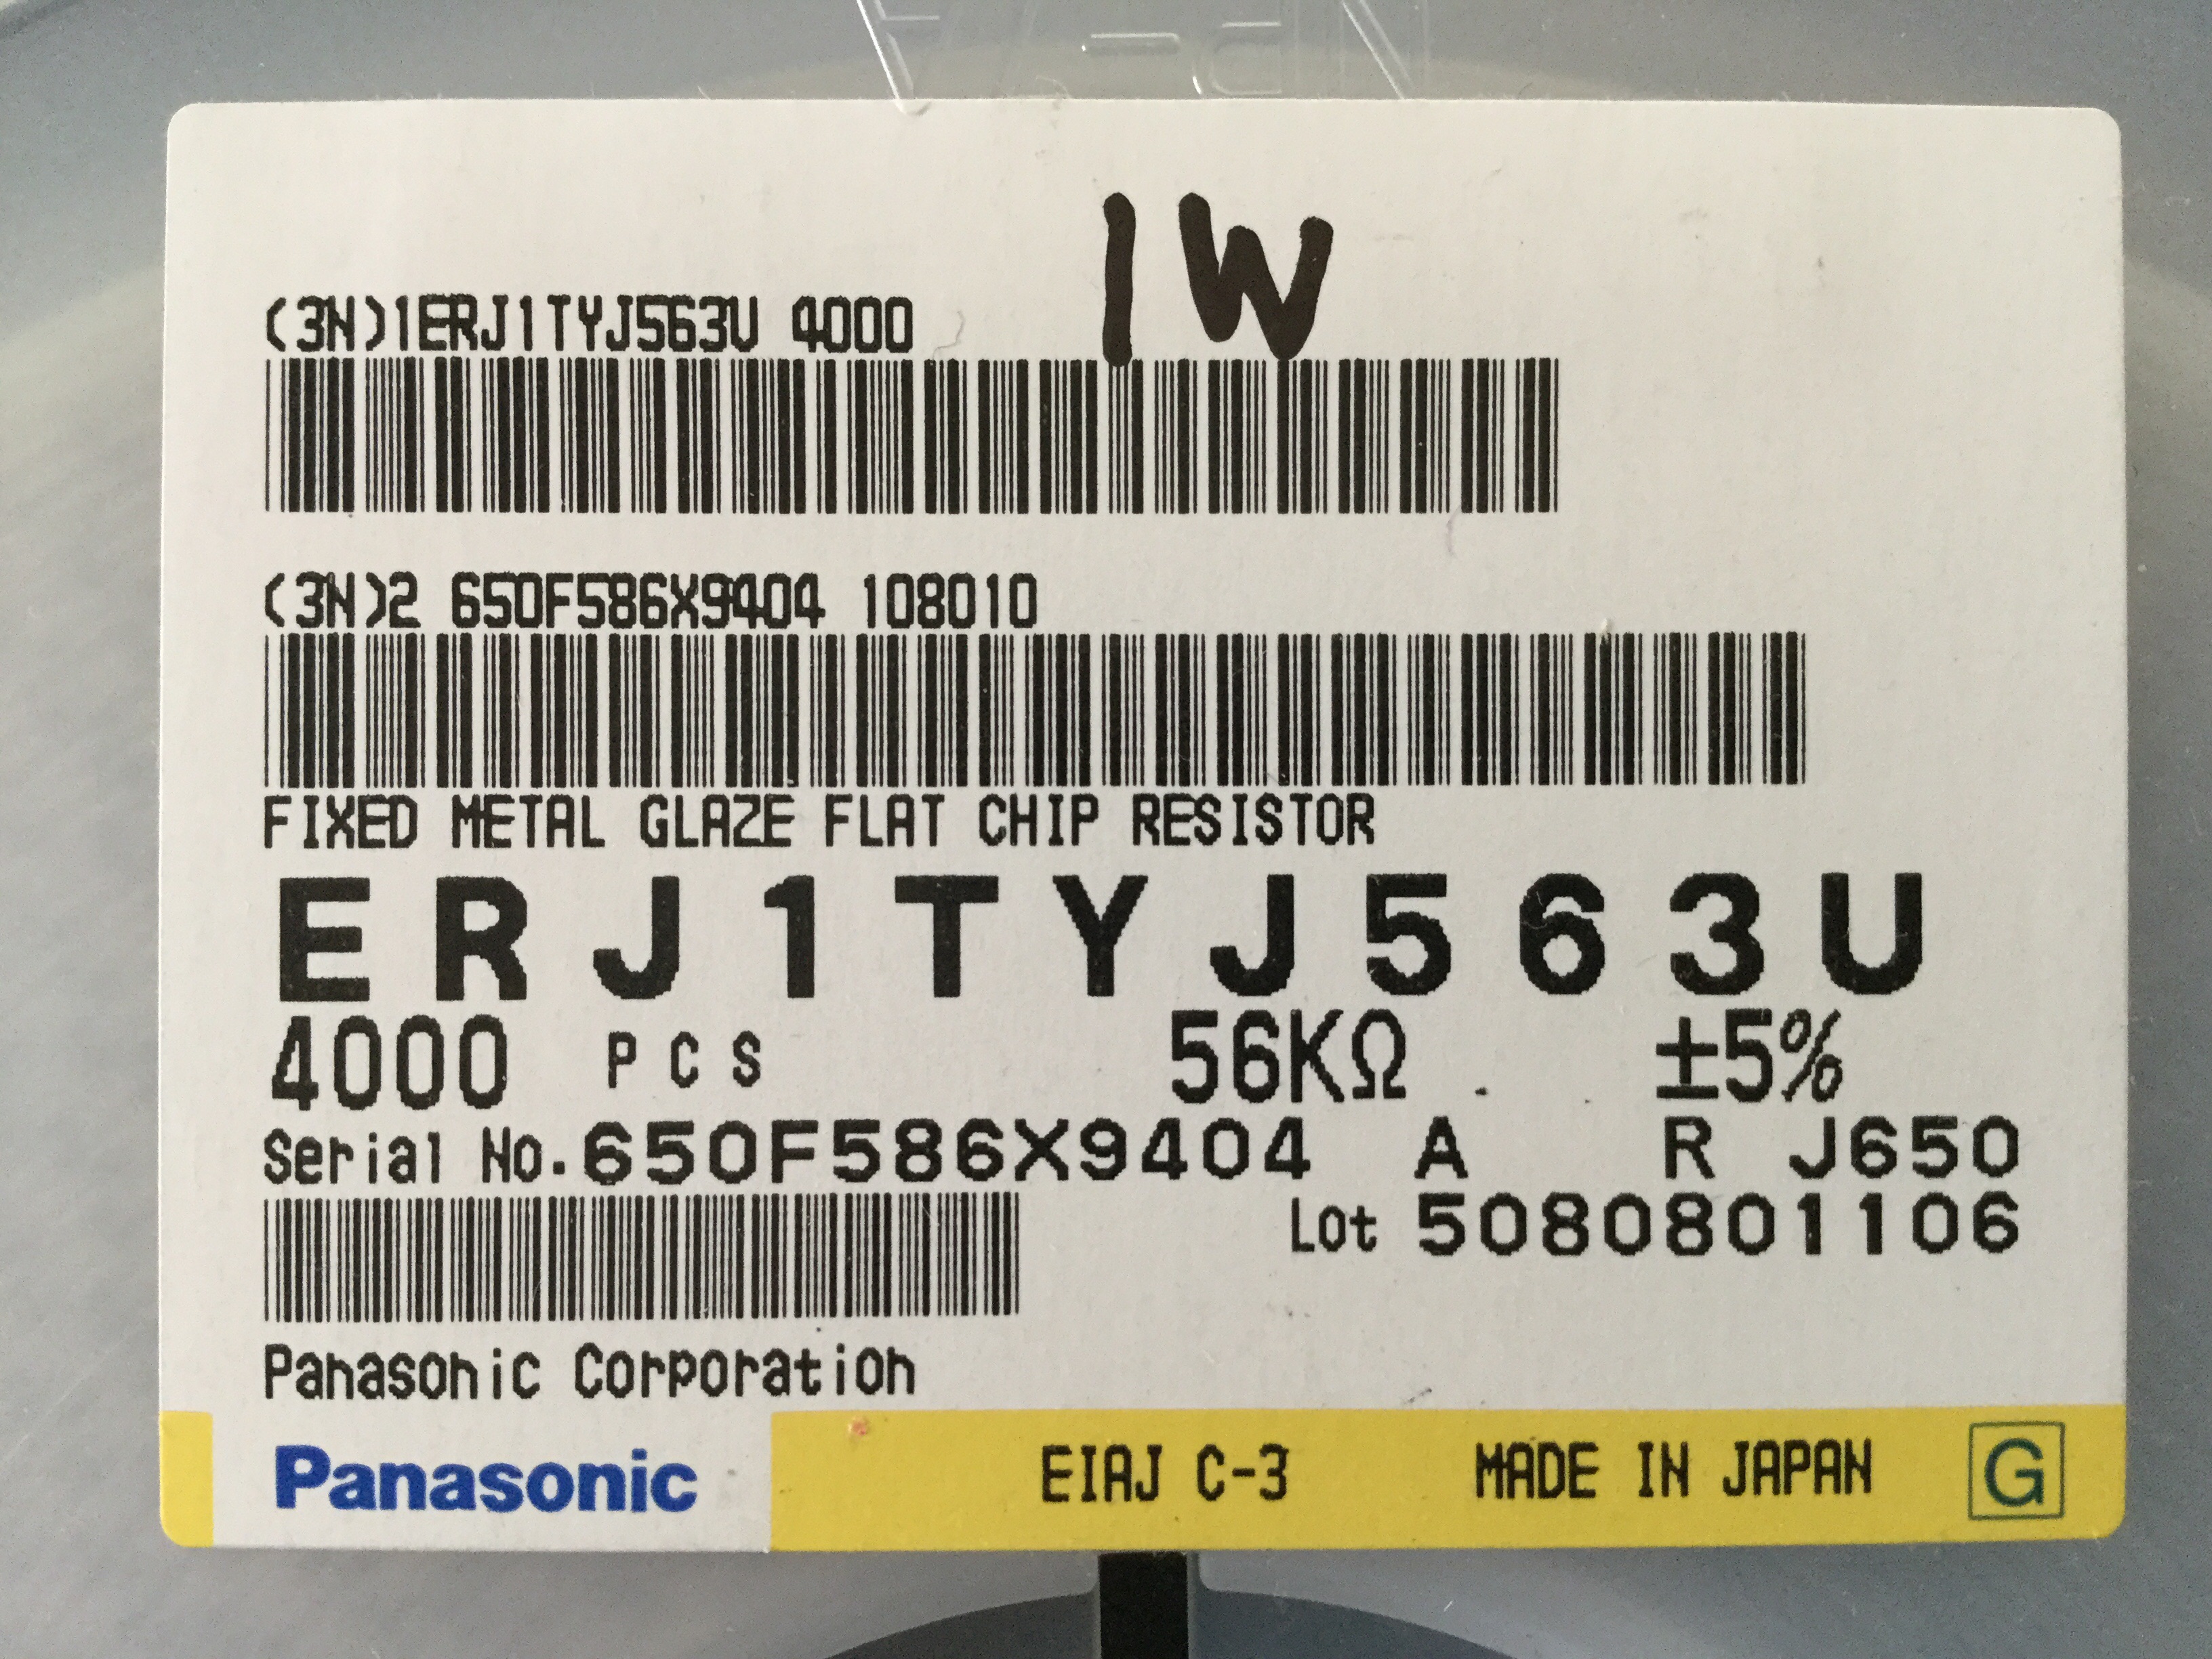 1W
(3N)1ERJ1TYJ563U 4000
(3N)2 650F586X9404 108010
FIXED METAL GLAZE FLAT CHIP RESISTOR
ERJ1TYJ563U
4000 PCS 56KΩ ±5%
Serial No.650F586X9404 A R J650
Lot 5080801106
Panasonic Corporation
Panasonic EIAJ C-3 MADE IN JAPAN G